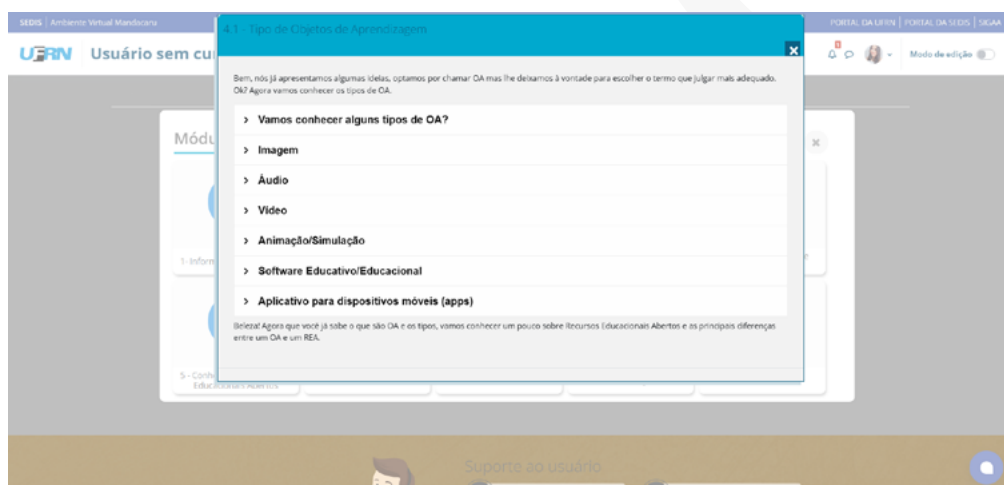 SEDIS | Ambiente Virtual Mandacaru
PORTAL DA UFRN | PORTAL DA SEDIS | SIGAA
4.1 - Tipo de Objetos de Aprendizagem
UFRN Usuário sem cu
Modo de edição
Bem, nós já apresentamos algumas ideias, optamos por chamar OA mas lhe deixamos à vontade para escolher o termo que julgar mais adequado.
Ok? Agora vamos conhecer os tipos de OA.
Módu
> Vamos conhecer alguns tipos de OA?
> Imagem
> Áudio
> Vídeo
> Animação/Simulação
> Software Educativo/Educacional
> Aplicativo para dispositivos móveis (apps)
1- Inform
Beleza! Agora que você já sabe o que são OA e os tipos, vamos conhecer um pouco sobre Recursos Educacionais Abertos e as principais diferenças
entre um OA e um REA.
5 - Conh
Educacionais Abertos
Suporte ao usuário